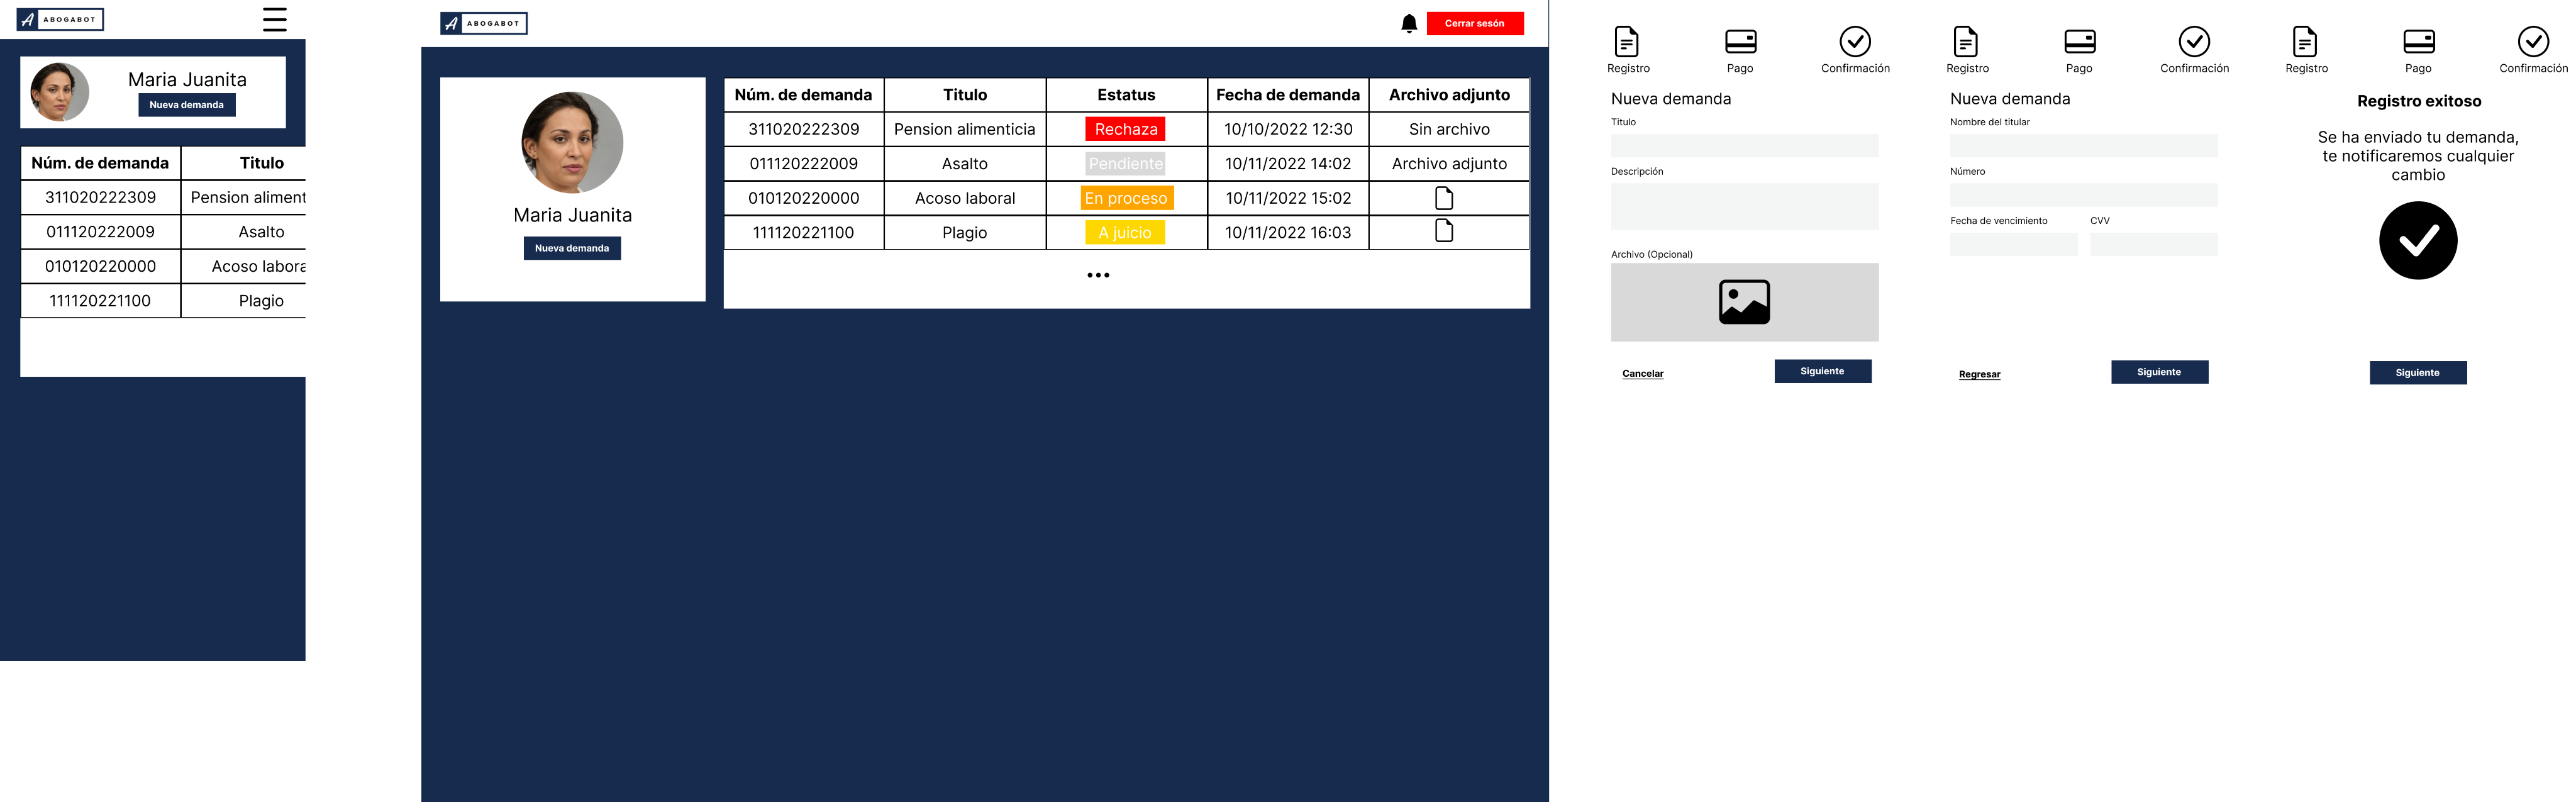 A ABOGABOT
Maria Juanita
Nueva demanda
Núm. de demanda Titulo
311020222309 Pension aliment
011120222009 Asalto
010120220000 Acoso labora
111120221100 Plagio
A ABOGABOT
Cerrar sesón
Maria Juanita
Nueva demanda
Núm. de demanda Titulo Estatus Fecha de demanda Archivo adjunto
311020222309 Pension alimenticia Rechaza 10/10/2022 12:30 Sin archivo
011120222009 Asalto Pendiente 10/11/2022 14:02 Archivo adjunto
010120220000 Acoso laboral En proceso 10/11/2022 15:02
111120221100 Plagio A juicio 10/11/2022 16:03
Registro Pago Confirmación
Nueva demanda
Titulo
Descripción
Archivo (Opcional)
Cancelar Siguiente
Registro Pago Confirmación
Nueva demanda
Nombre del titular
Número
Fecha de vencimiento CVV
Regresar Siguiente
Registro Pago Confirmación
Registro exitoso
Se ha enviado tu demanda,
te notificaremos cualquier
cambio
Siguiente